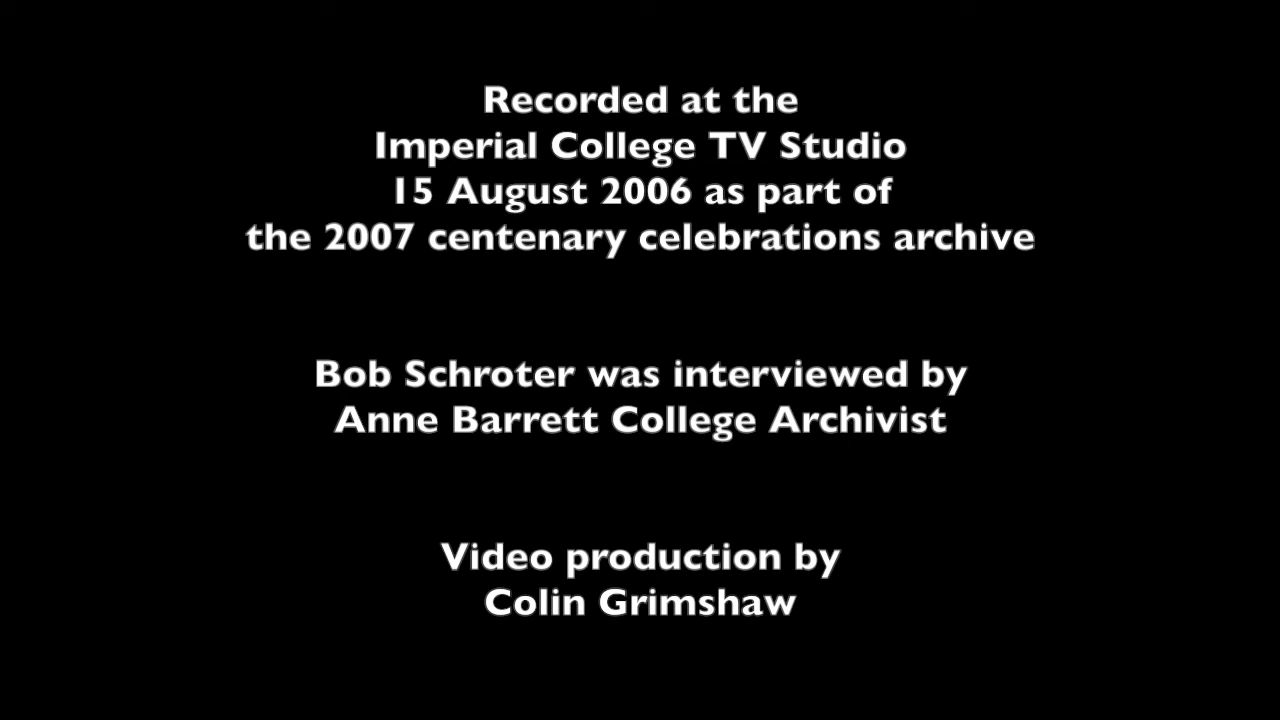 Recorded at the
Imperial College TV Studio
15 August 2006 as part of
the 2007 centenary celebrations archive
Bob Schroter was interviewed by
Anne Barrett College Archivist
Video production by
Colin Grimshaw